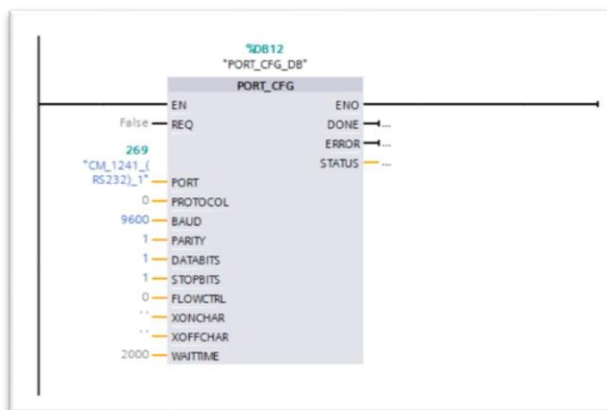 %DB12
"PORT_CFG_DB"
PORT_CFG
EN ENO
False REQ DONE ...
ERROR ...
269 STATUS ...
"CM_1241_(
RS232)_1" PORT
0 PROTOCOL
9600 BAUD
1 PARITY
1 DATABITS
1 STOPBITS
0 FLOWCTRL
' ' XONCHAR
' ' XOFFCHAR
2000 WAITTIME